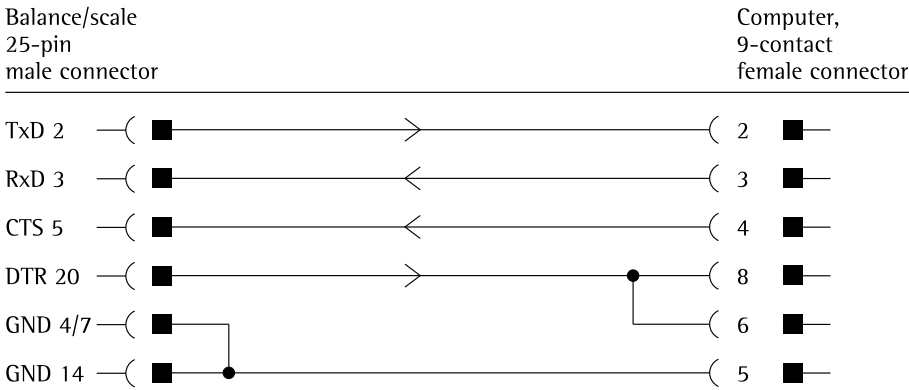 Balance/scale
25-pin
male connector
Computer,
9-contact
female connector
TxD 2 2
RxD 3 3
CTS 5 4
DTR 20 8
GND 4/7 6
GND 14 5